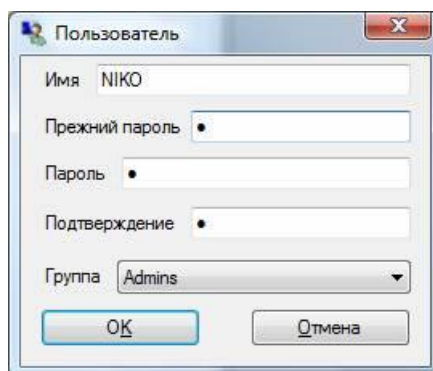 Пользователь
Имя NIKO
Прежний пароль •
Пароль •
Подтверждение •
Группа Admins
OK Отмена